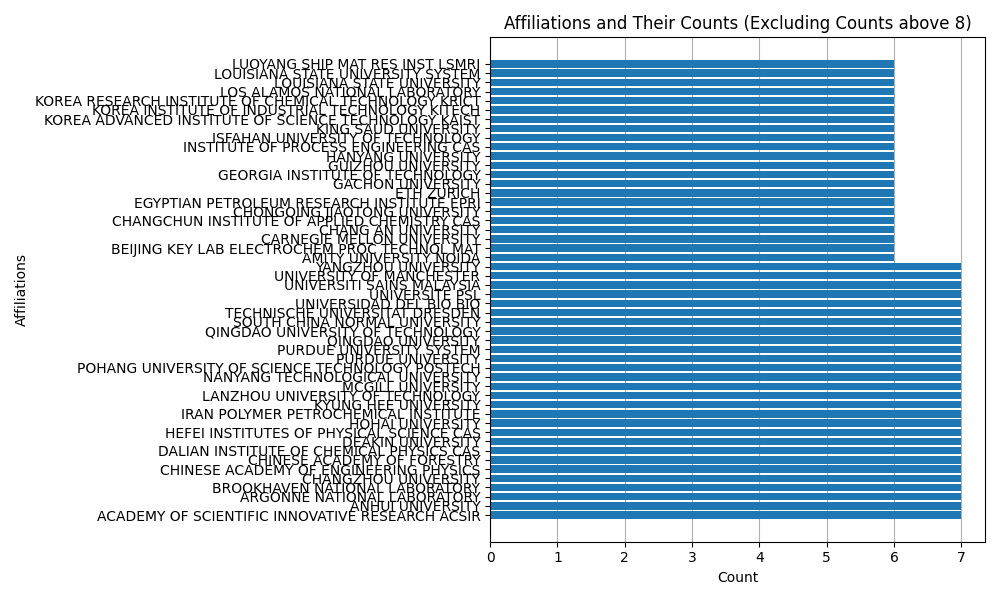 Affiliations and Their Counts (Excluding Counts above 8)
LUOYANG SHIP MAT RES INST LSMRI
LOUISIANA STATE UNIVERSITY SYSTEM
LOUISIANA STATE UNIVERSITY
LOS ALAMOS NATIONAL LABORATORY
KOREA RESEARCH INSTITUTE OF CHEMICAL TECHNOLOGY KRICT
KOREA INSTITUTE OF INDUSTRIAL TECHNOLOGY KITECH
KOREA ADVANCED INSTITUTE OF SCIENCE TECHNOLOGY KAIST
KING SAUD UNIVERSITY
ISFAHAN UNIVERSITY OF TECHNOLOGY
INSTITUTE OF PROCESS ENGINEERING CAS
HANYANG UNIVERSITY
GUIZHOU UNIVERSITY
GEORGIA INSTITUTE OF TECHNOLOGY
GACHON UNIVERSITY
ETH ZURICH
EGYPTIAN PETROLEUM RESEARCH INSTITUTE EPRI
CHONGQING JIAOTONG UNIVERSITY
CHANGCHUN INSTITUTE OF APPLIED CHEMISTRY CAS
CHANG AN UNIVERSITY
CARNEGIE MELLON UNIVERSITY
BEIJING KEY LAB ELECTROCHEM PROC TECHNOL MAT
AMITY UNIVERSITY NOIDA
YANGZHOU UNIVERSITY
UNIVERSITY OF MANCHESTER
UNIVERSITI SAINS MALAYSIA
UNIVERSITE PSL
UNIVERSIDAD DEL BIO BIO
TECHNISCHE UNIVERSITAT DRESDEN
SOUTH CHINA NORMAL UNIVERSITY
QINGDAO UNIVERSITY OF TECHNOLOGY
QINGDAO UNIVERSITY
PURDUE UNIVERSITY SYSTEM
PURDUE UNIVERSITY
POHANG UNIVERSITY OF SCIENCE TECHNOLOGY POSTECH
NANYANG TECHNOLOGICAL UNIVERSITY
MCGILL UNIVERSITY
LANZHOU UNIVERSITY OF TECHNOLOGY
KYUNG HEE UNIVERSITY
IRAN POLYMER PETROCHEMICAL INSTITUTE
HOHAI UNIVERSITY
HEFEI INSTITUTES OF PHYSICAL SCIENCE CAS
DEAKIN UNIVERSITY
DALIAN INSTITUTE OF CHEMICAL PHYSICS CAS
CHINESE ACADEMY OF FORESTRY
CHINESE ACADEMY OF ENGINEERING PHYSICS
CHANGZHOU UNIVERSITY
BROOKHAVEN NATIONAL LABORATORY
ARGONNE NATIONAL LABORATORY
ANHUI UNIVERSITY
ACADEMY OF SCIENTIFIC INNOVATIVE RESEARCH ACSIR
Affiliations
0 1 2 3 4 5 6 7
Count